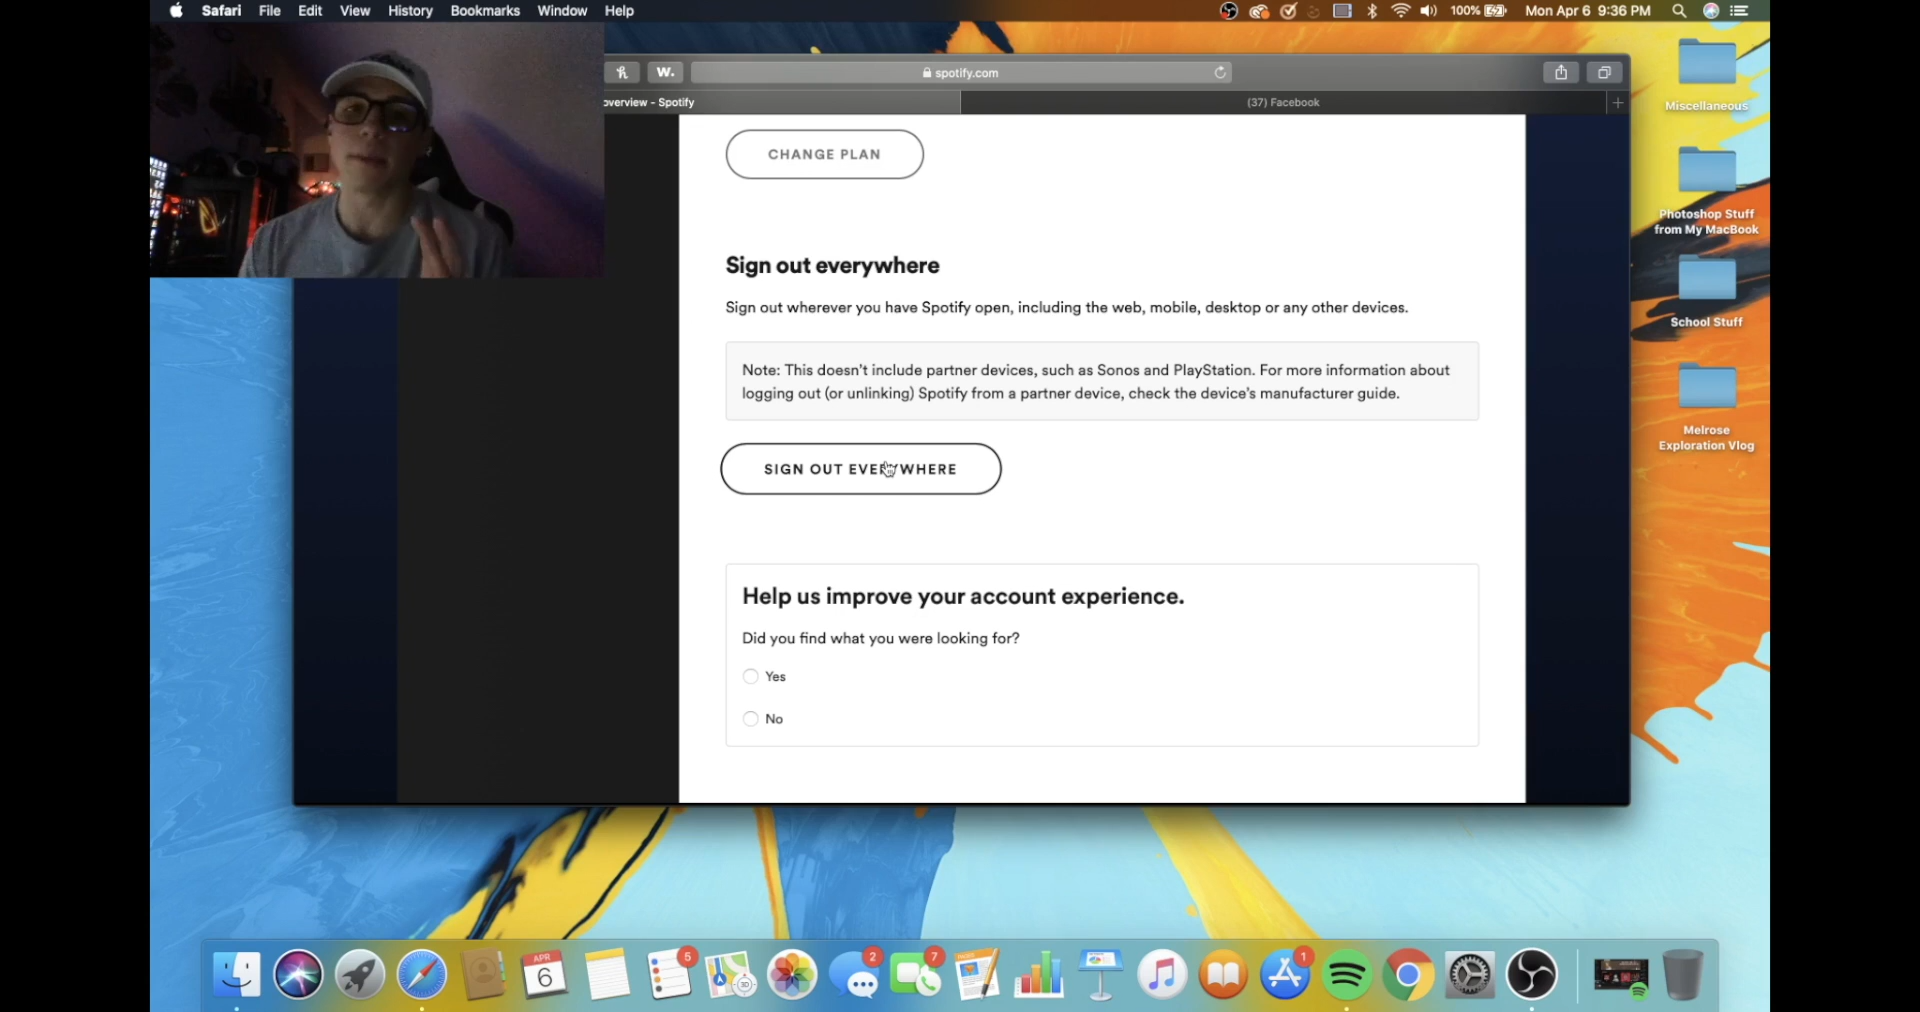 Safari File Edit View History Bookmarks Window Help
100% Mon Apr 6 9:36 PM
W.
spotify.com
overview - Spotify
(37) Facebook
CHANGE PLAN
Sign out everywhere
Sign out wherever you have Spotify open, including the web, mobile, desktop or any other devices.
Note: This doesn't include partner devices, such as Sonos and PlayStation. For more information about
logging out (or unlinking) Spotify from a partner device, check the device's manufacturer guide.
SIGN OUT EVERYWHERE
Help us improve your account experience.
Did you find what you were looking for?
Yes
No
Miscellaneous
Photoshop Stuff
from My MacBook
School Stuff
Melrose
Exploration Vlog
APR
6
5
3D
2
7
1